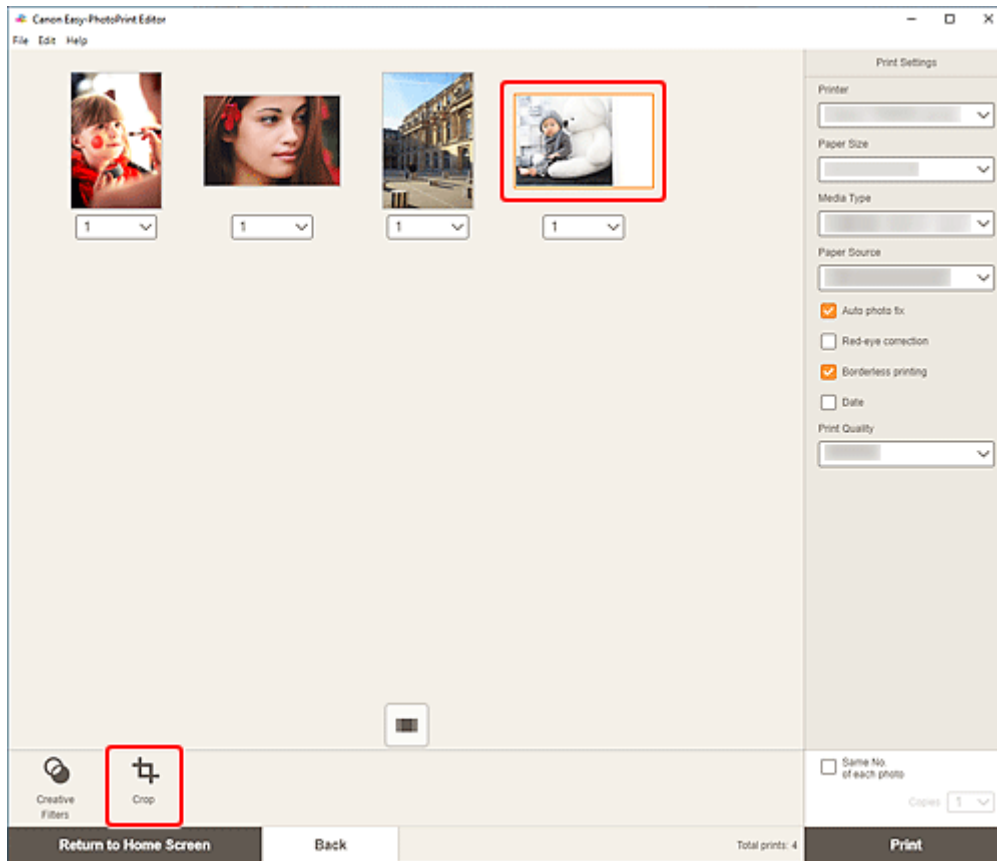 Canon Easy-PhotoPrint Editor
File Edit Help
Print Settings
Printer
Paper Size
Media Type
Paper Source
Auto photo fix
Red-eye correction
Borderless printing
Date
Print Quality
1 1 1 1
Creative
Filters
Crop
Same No.
of each photo
Copies 1
Return to Home Screen
Back
Total prints: 4
Print